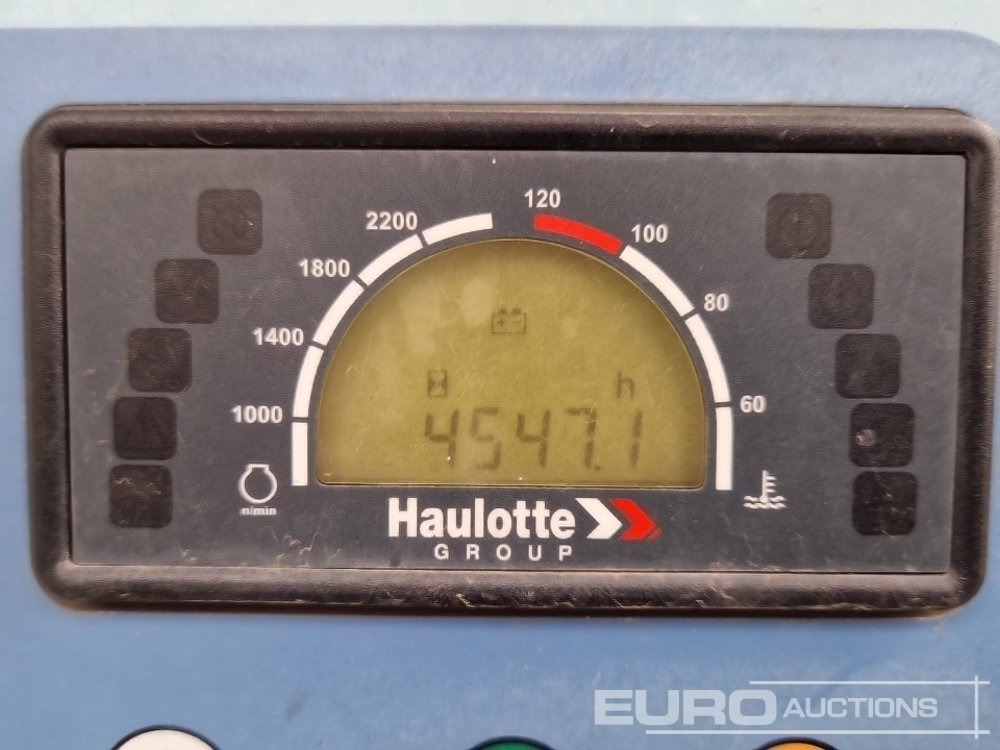 120
2200
100
1800
80
1400
60
1000
h
4547.1
n/min
Haulotte
GROUP
EURO AUCTIONS